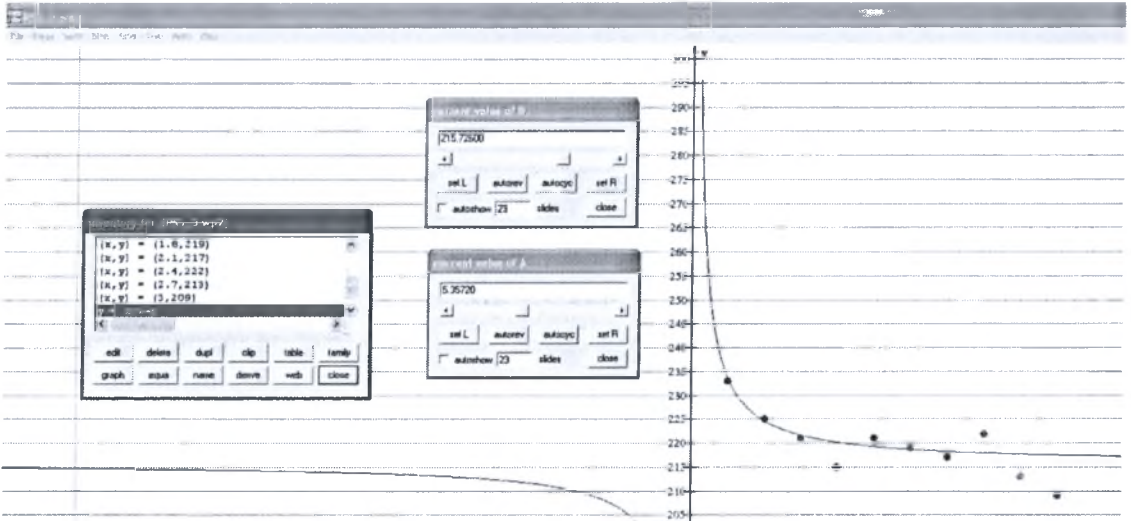 current value of B
215.72600
set L autorev autocyc set R
autoshow 23 slides close
(x,y) = (1.8,219)
(x,y) = (2.1,217)
(x,y) = (2.4,222)
(x,y) = (2.7,213)
(x,y) = (3,209)
edit delete dupl clip table family
graph equa name derive web close
current value of A
5.35720
set L autorev autocyc set R
autoshow 23 slides close
y
300
295
290
285
280
275
270
265
260
255
250
245
240
235
230
225
220
215
210
205